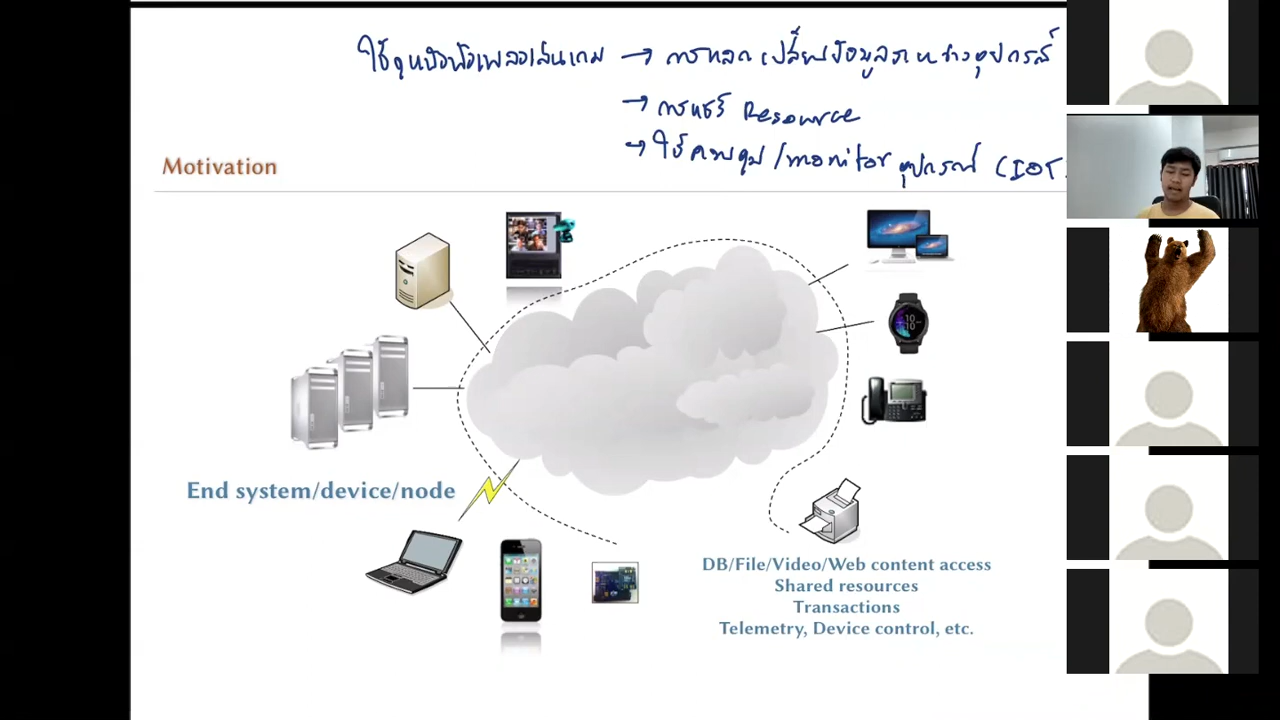 ใช้ดูหนังฟังเพลงเล่นเกม → การแลกเปลี่ยนข้อมูลระหว่างอุปกรณ์
→ การแชร์ Resource
→ ใช้ควบคุม/monitor อุปกรณ์ (IOT)
Motivation
End system/device/node
DB/File/Video/Web content access
Shared resources
Transactions
Telemetry, Device control, etc.